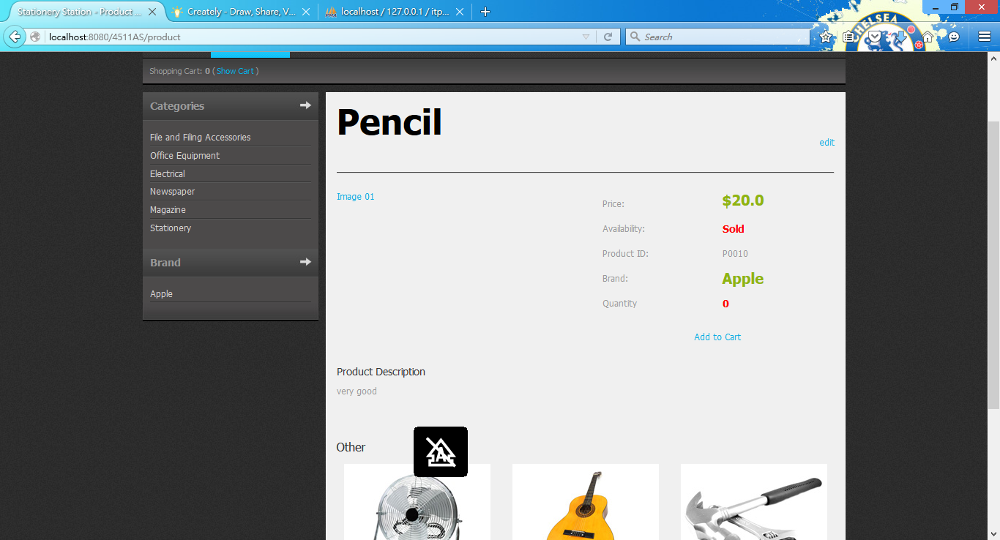 Stationery Station - Product ...
Creately - Draw, Share, V...
localhost / 127.0.0.1 / itp...
localhost:8080/4511AS/product
Search
CHELSEA
Shopping Cart: 0 ( Show Cart )
Categories
File and Filing Accessories
Office Equipment
Electrical
Newspaper
Magazine
Stationery
Brand
Apple
Pencil
edit
Image 01
Price: $20.0
Availability: Sold
Product ID: P0010
Brand: Apple
Quantity 0
Add to Cart
Product Description
very good
Other
A